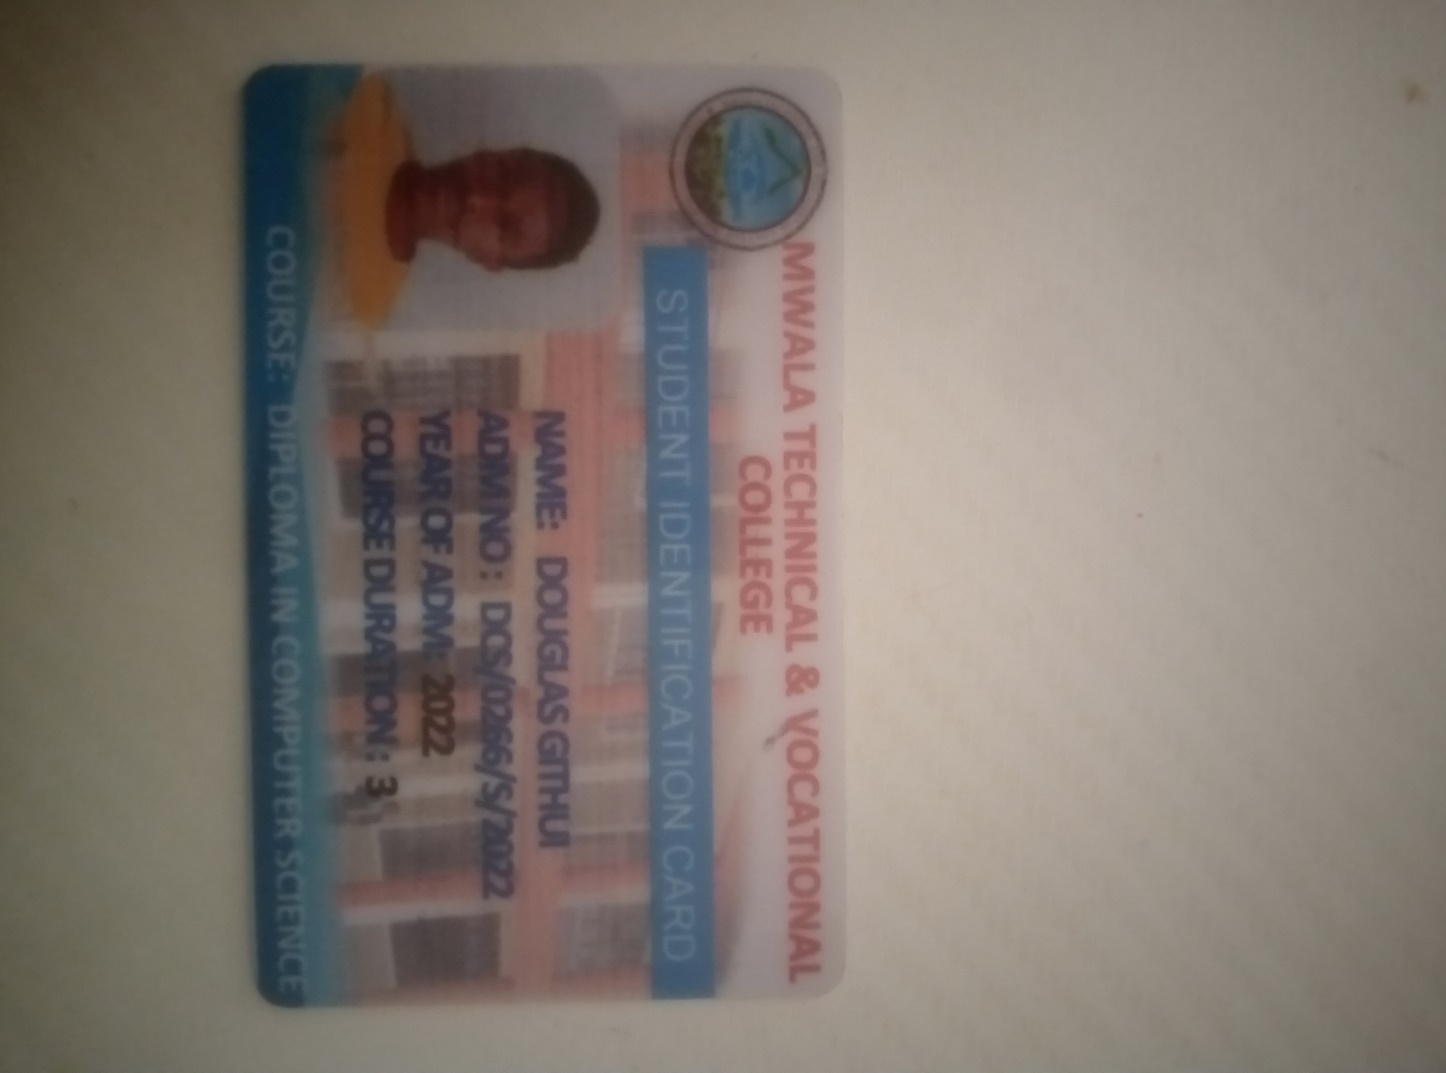 MWALA TECHNICAL & VOCATIONAL
COLLEGE
STUDENT IDENTIFICATION CARD
NAME: DOUGLAS GITHUI
ADM NO : DCS/0266/S/2022
YEAR OF ADM: 2022
COURSE DURATION : 3
COURSE: DIPLOMA IN COMPUTER SCIENCE